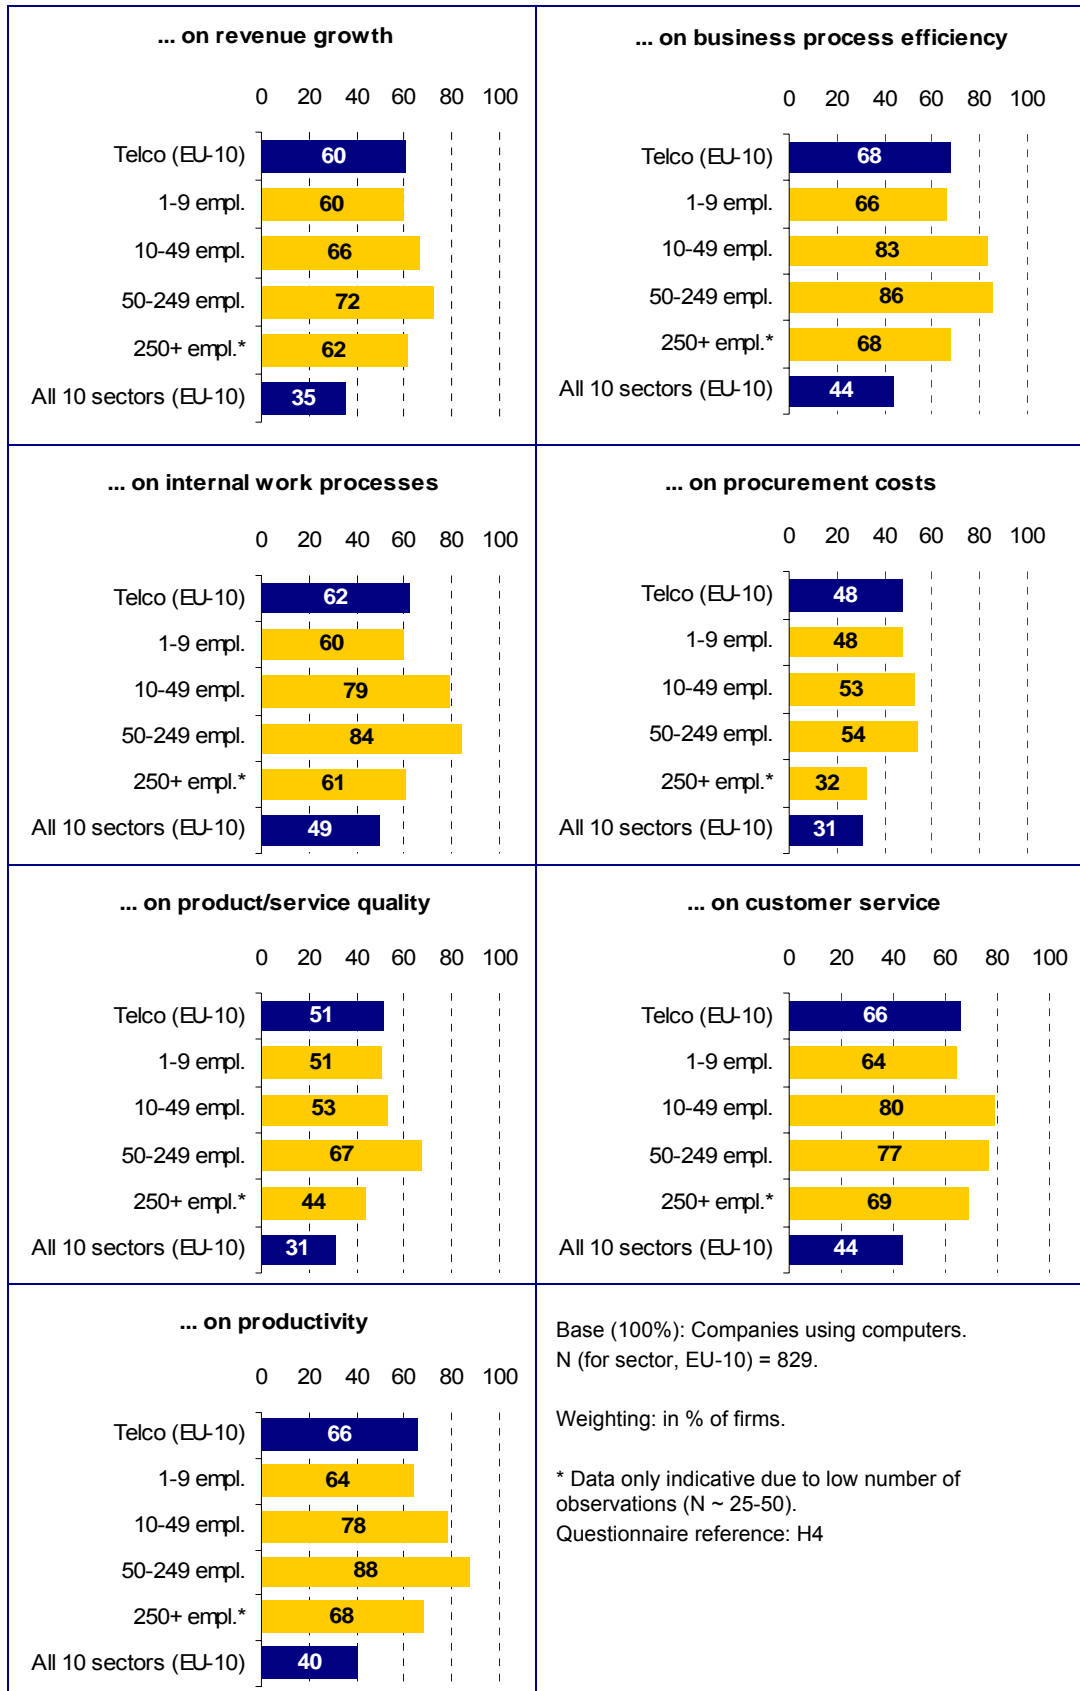 ... on revenue growth
0 20 40 60 80 100
Telco (EU-10) 60
1-9 empl. 60
10-49 empl. 66
50-249 empl. 72
250+ empl.* 62
All 10 sectors (EU-10) 35
... on business process efficiency
0 20 40 60 80 100
Telco (EU-10) 68
1-9 empl. 66
10-49 empl. 83
50-249 empl. 86
250+ empl.* 68
All 10 sectors (EU-10) 44
... on internal work processes
0 20 40 60 80 100
Telco (EU-10) 62
1-9 empl. 60
10-49 empl. 79
50-249 empl. 84
250+ empl.* 61
All 10 sectors (EU-10) 49
... on procurement costs
0 20 40 60 80 100
Telco (EU-10) 48
1-9 empl. 48
10-49 empl. 53
50-249 empl. 54
250+ empl.* 32
All 10 sectors (EU-10) 31
... on product/service quality
0 20 40 60 80 100
Telco (EU-10) 51
1-9 empl. 51
10-49 empl. 53
50-249 empl. 67
250+ empl.* 44
All 10 sectors (EU-10) 31
... on customer service
0 20 40 60 80 100
Telco (EU-10) 66
1-9 empl. 64
10-49 empl. 80
50-249 empl. 77
250+ empl.* 69
All 10 sectors (EU-10) 44
... on productivity
0 20 40 60 80 100
Telco (EU-10) 66
1-9 empl. 64
10-49 empl. 78
50-249 empl. 88
250+ empl.* 68
All 10 sectors (EU-10) 40
Base (100%): Companies using computers.
N (for sector, EU-10) = 829.
Weighting: in % of firms.
* Data only indicative due to low number of
observations (N ~ 25-50).
Questionnaire reference: H4